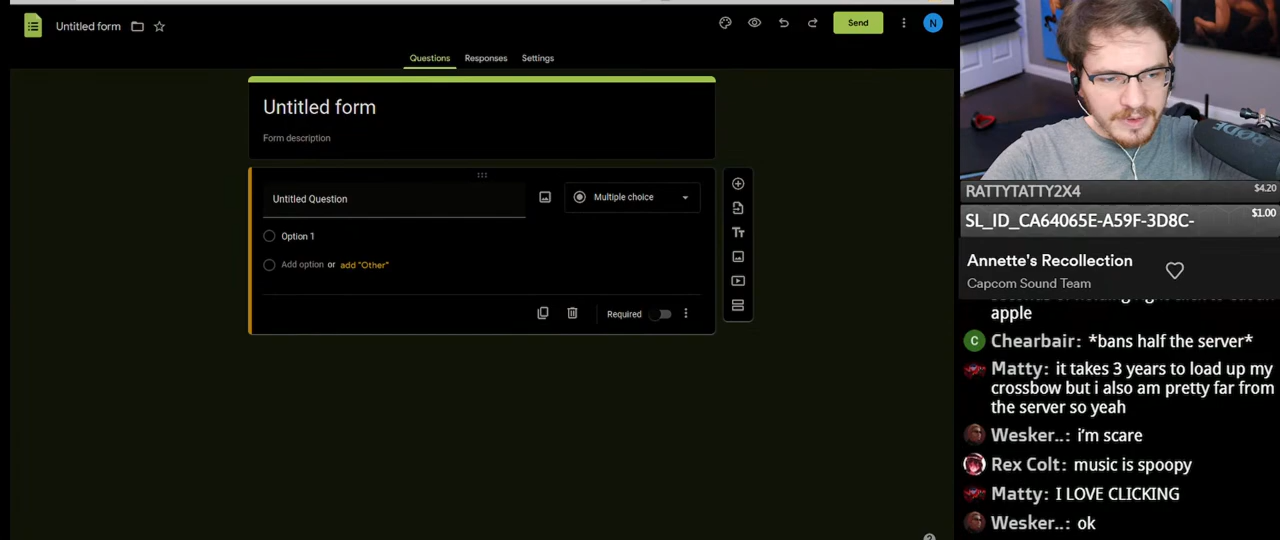 Untitled form
Send
N
Questions
Responses
Settings
Untitled form
Form description
Untitled Question
Multiple choice
Option 1
Add option or add "Other"
Required
RØDE
RATTYTATTY2X4 $4.20
SL_ID_CA64065E-A59F-3D8C- $1.00
Annette's Recollection
Capcom Sound Team
apple
C Chearbair: *bans half the server*
Matty: it takes 3 years to load up my
crossbow but i also am pretty far from
the server so yeah
Wesker..: i'm scare
Rex Colt: music is spoopy
Matty: I LOVE CLICKING
Wesker..: ok